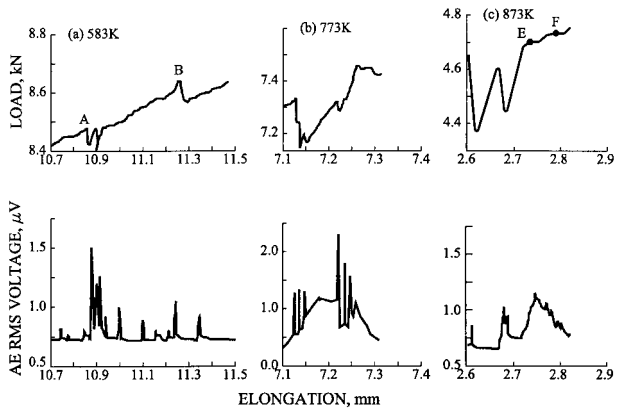 (a) 583K
(b) 773K
(c) 873K
LOAD, kN
8.8
8.6
8.4
A
B
10.7 10.9 11.1 11.3 11.5
7.4
7.2
7.1 7.2 7.3 7.4
4.8
4.6
4.4
E
F
2.6 2.7 2.8 2.9
AE RMS VOLTAGE, μV
1.5
1.0
0.5
10.7 10.9 11.1 11.3 11.5
2.0
1.0
0.0
7.1 7.2 7.3 7.4
1.5
1.0
0.5
2.6 2.7 2.8 2.9
ELONGATION, mm